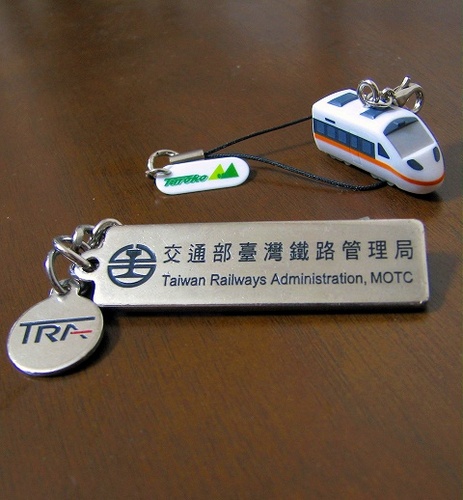 Taroko
交通部臺灣鐵路管理局
Taiwan Railways Administration, MOTC
TRA